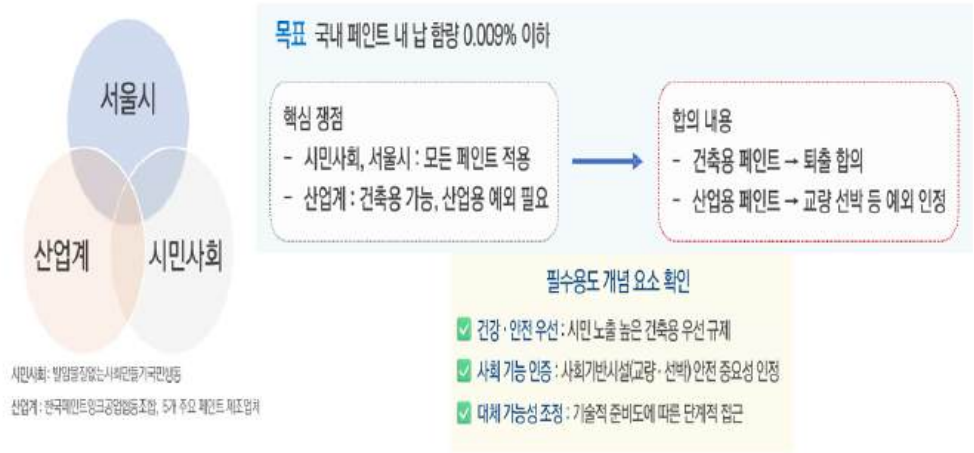 서울시
산업계
시민사회
시민사회 : 발암물질없는사회만들기국민행동
산업계 : 한국페인트잉크공업협동조합, 5개 주요 페인트 제조업체
목표 국내 페인트 내 납 함량 0.009% 이하
핵심 쟁점
- 시민사회, 서울시 : 모든 페인트 적용
- 산업계 : 건축용 가능, 산업용 예외 필요
합의 내용
- 건축용 페인트 → 퇴출 합의
- 산업용 페인트 → 교량 선박 등 예외 인정
필수용도 개념 요소 확인
✅ 건강 · 안전 우선 : 시민 노출 높은 건축용 우선 규제
✅ 사회 기능 인증 : 사회기반시설(교량 · 선박) 안전 중요성 인정
✅ 대체 가능성 조정 : 기술적 준비도에 따른 단계적 접근